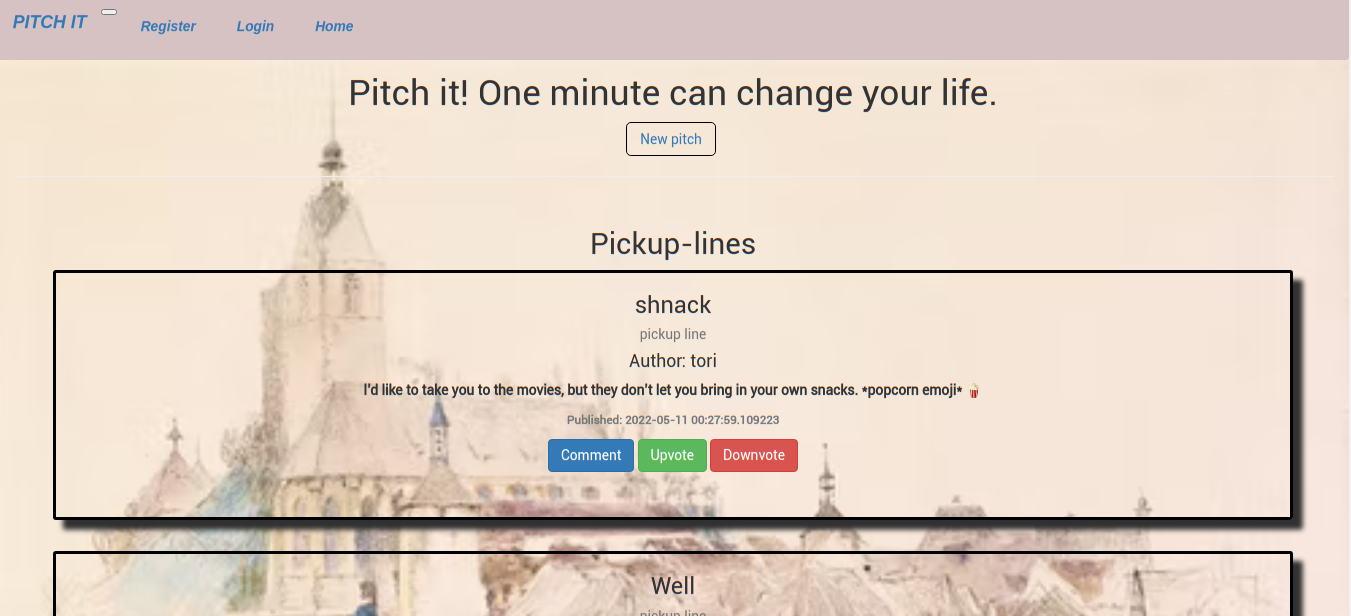 PITCH IT Register Login Home
Pitch it! One minute can change your life.
New pitch
Pickup-lines
shnack
pickup line
Author: tori
I'd like to take you to the movies, but they don't let you bring in your own snacks. *popcorn emoji* 🍿
Published: 2022-05-11 00:27:59.109223
Comment Upvote Downvote
Well
pickup line